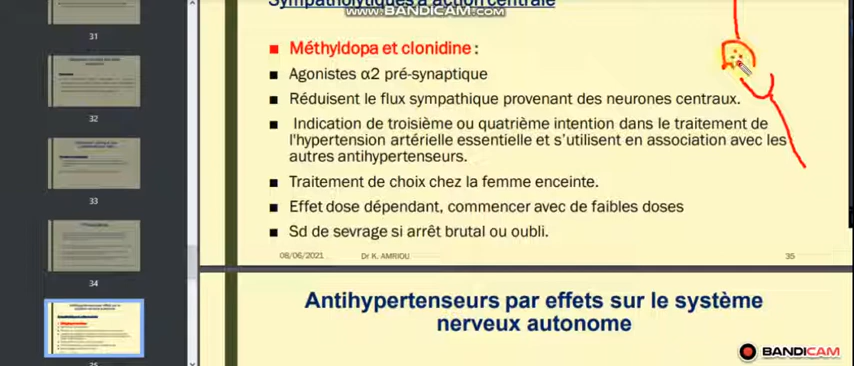 Sympatholytiques à action centrale
www.BANDICAM.com
Méthyldopa et clonidine :
Agonistes α2 pré-synaptique
Réduisent le flux sympathique provenant des neurones centraux.
Indication de troisième ou quatrième intention dans le traitement de
l'hypertension artérielle essentielle et s'utilisent en association avec les
autres antihypertenseurs.
Traitement de choix chez la femme enceinte.
Effet dose dépendant, commencer avec de faibles doses
Sd de sevrage si arrêt brutal ou oubli.
08/06/2021 Dr K. AMRIOU 35
Antihypertenseurs par effets sur le système
nerveux autonome
31
32
33
34
35
BANDICAM